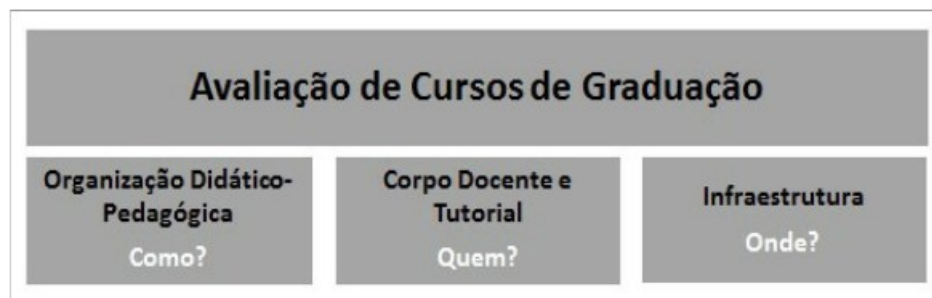 Avaliação de Cursos de Graduação
Organização Didático-
Pedagógica
Como?
Corpo Docente e
Tutorial
Quem?
Infraestrutura
Onde?